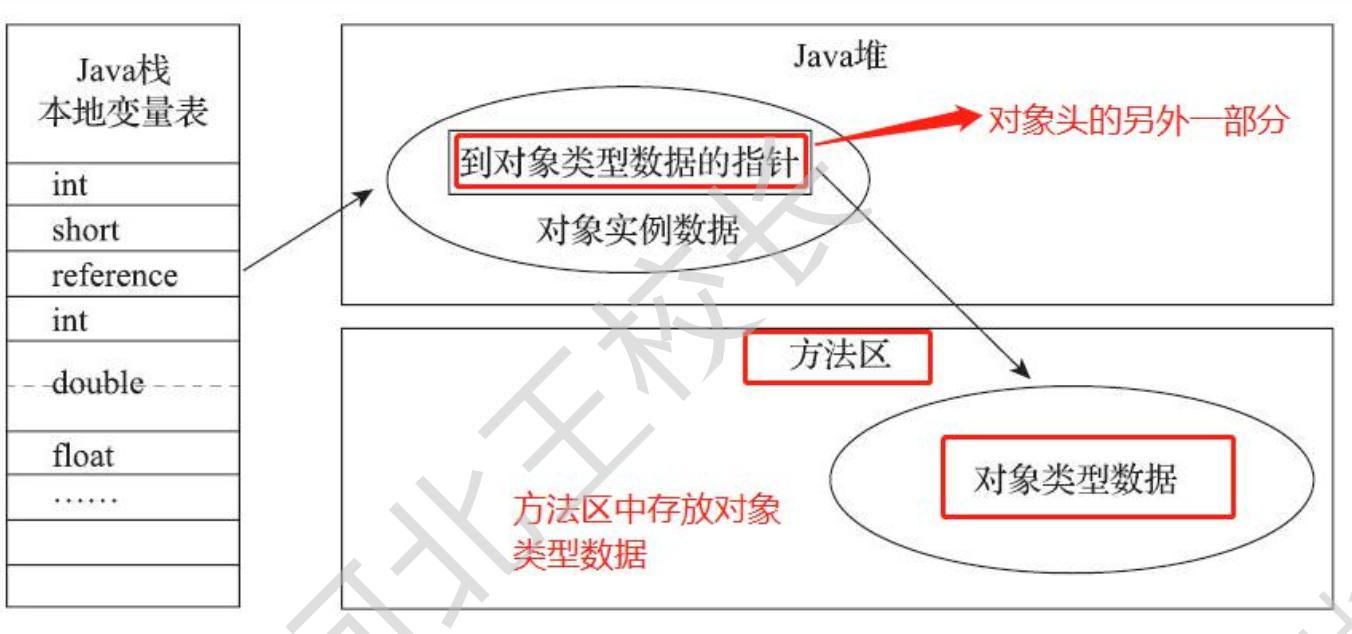 Java栈
本地变量表
int
short
reference
int
double
float
……
Java堆
到对象类型数据的指针
对象实例数据
对象头的另外一部分
方法区
对象类型数据
方法区中存放对象
类型数据
河北王校长